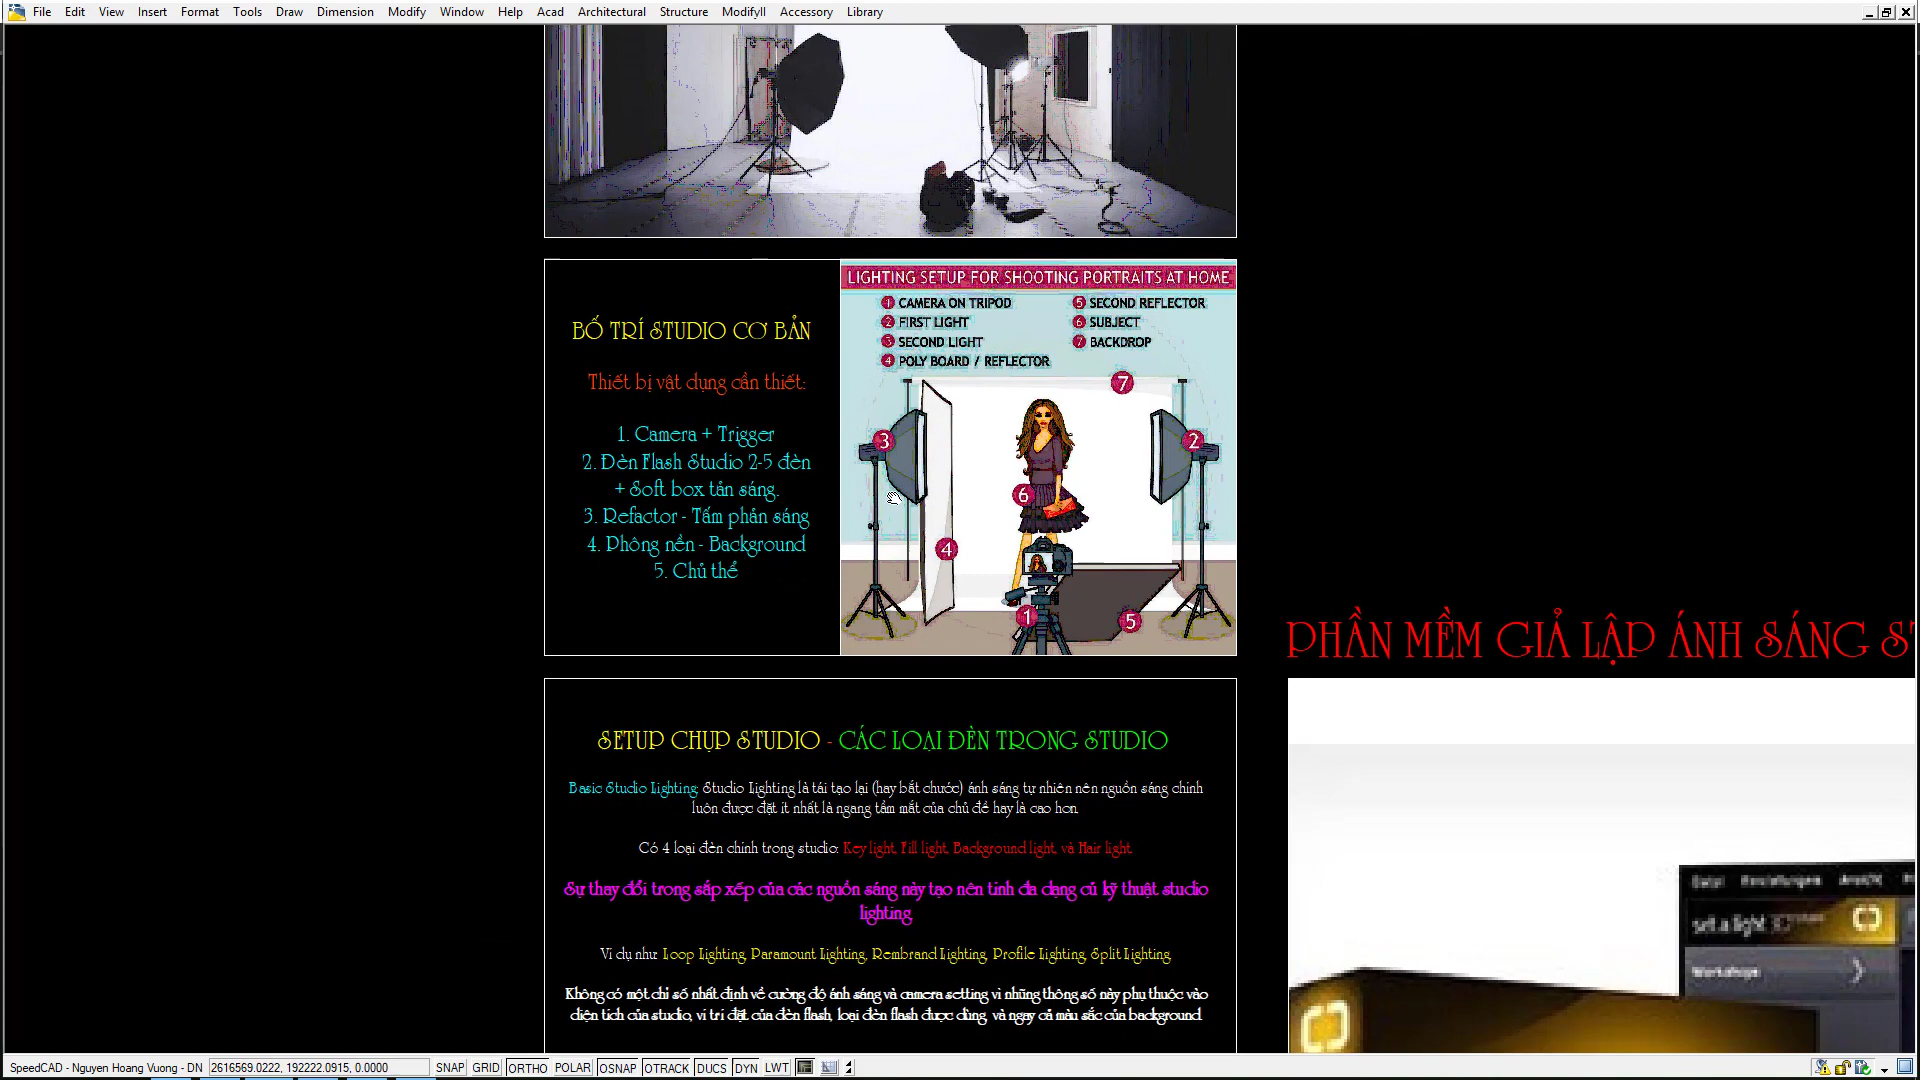 File Edit View Insert Format Tools Draw Dimension Modify Window Help Acad Architectural Structure ModifyII Accessory Library
LIGHTING SETUP FOR SHOOTING PORTRAITS AT HOME
1 CAMERA ON TRIPOD
2 FIRST LIGHT
3 SECOND LIGHT
4 POLY BOARD / REFLECTOR
5 SECOND REFLECTOR
6 SUBJECT
7 BACKDROP
7
3
2
6
4
1
5
BỐ TRÍ STUDIO CƠ BẢN
Thiết bị vật dụng cần thiết:
1. Camera + Trigger
2. Đèn Flash Studio 2-5 đèn
+ Soft box tản sáng.
3. Refactor - Tấm phản sáng
4. Phông nền - Background
5. Chủ thể
PHẦN MỀM GIẢ LẬP ÁNH SÁNG
SETUP CHỤP STUDIO - CÁC LOẠI ĐÈN TRONG STUDIO
Basic Studio Lighting: Studio Lighting là tái tạo lại (hay bắt chước) ánh sáng tự nhiên nên nguồn sáng chính
luôn được đặt ít nhất là ngang tầm mắt của chủ đề hay là cao hơn.
Có 4 loại đèn chính trong studio: Key light, Fill light, Background light, và Hair light.
Sự thay đổi trong sắp xếp của các nguồn sáng này tạo nên tính đa dạng củ kỹ thuật studio
lighting.
Ví dụ như: Loop Lighting, Paramount Lighting, Rembrand Lighting, Profile Lighting, Split Lighting.
Không có một chỉ số nhất định về cường độ ánh sáng và camera setting vì những thông số này phụ thuộc vào
diện tích của studio, vị trí đặt của đèn flash, loại đèn flash được dùng, và ngay cả màu sắc của background.
set.a.light
Workshops
SpeedCAD - Nguyen Hoang Vuong - DN 2616569.0222, 192222.0915, 0.0000 SNAP GRID ORTHO POLAR OSNAP OTRACK DUCS DYN LWT